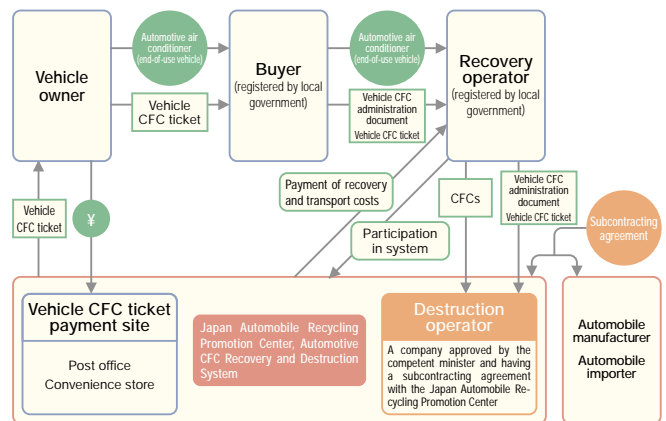 Vehicle
owner
Automotive air
conditioner
(end-of-use vehicle)
Vehicle
CFC ticket
Buyer
(registered by local
government)
Automotive air
conditioner
(end-of-use vehicle)
Vehicle CFC
administration
document
Vehicle CFC ticket
Recovery
operator
(registered by local
government)
Vehicle
CFC ticket
¥
Payment of recovery
and transport costs
Participation
in system
CFCs
Vehicle CFC
administration
document
Vehicle CFC ticket
Subcontracting
agreement
Vehicle CFC ticket
payment site
Post office
Convenience store
Japan Automobile Recycling
Promotion Center, Automotive
CFC Recovery and Destruction
System
Destruction
operator
A company approved by the
competent minister and having
a subcontracting agreement
with the Japan Automobile Re-
cycling Promotion Center
Automobile
manufacturer
Automobile
importer